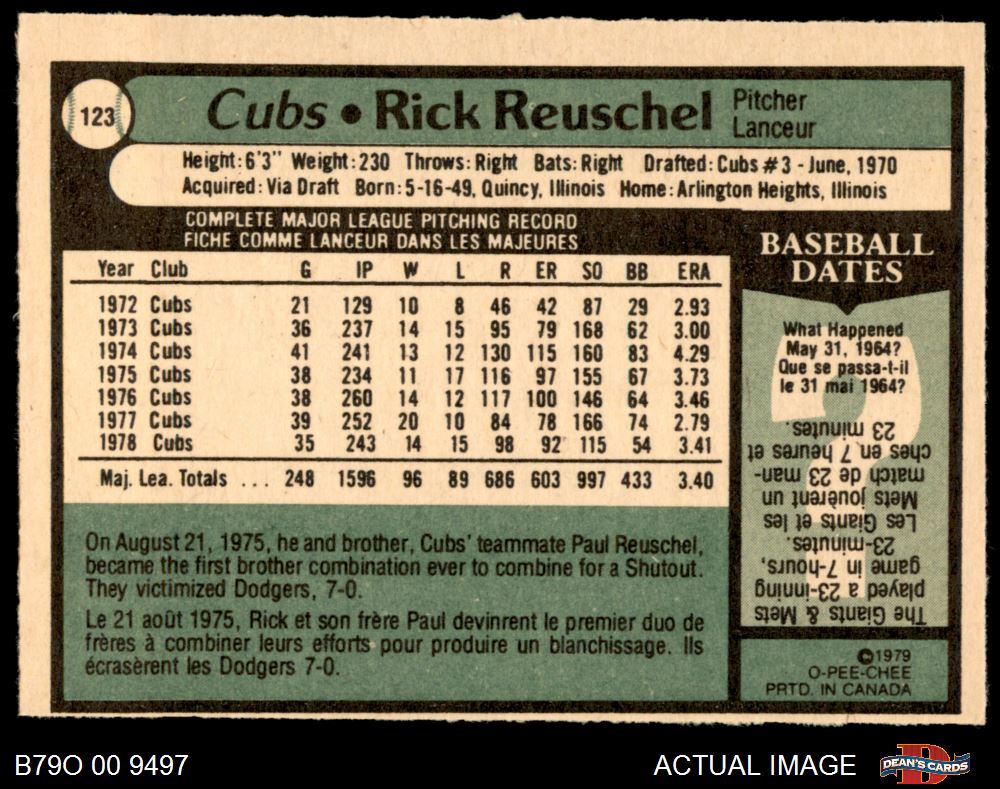 123
Cubs • Rick Reuschel
Pitcher
Lanceur
Height: 6'3" Weight: 230 Throws: Right Bats: Right Drafted: Cubs #3 - June, 1970
Acquired: Via Draft Born: 5-16-49, Quincy, Illinois Home: Arlington Heights, Illinois
COMPLETE MAJOR LEAGUE PITCHING RECORD
FICHE COMME LANCEUR DANS LES MAJEURES
Year Club G IP W L R ER SO BB ERA
1972 Cubs 21 129 10 8 46 42 87 29 2.93
1973 Cubs 36 237 14 15 95 79 168 62 3.00
1974 Cubs 41 241 13 12 130 115 160 83 4.29
1975 Cubs 38 234 11 17 116 97 155 67 3.73
1976 Cubs 38 260 14 12 117 100 146 64 3.46
1977 Cubs 39 252 20 10 84 78 166 74 2.79
1978 Cubs 35 243 14 15 98 92 115 54 3.41
Maj. Lea. Totals ... 248 1596 96 89 686 603 997 433 3.40
On August 21, 1975, he and brother, Cubs' teammate Paul Reuschel,
became the first brother combination ever to combine for a Shutout.
They victimized Dodgers, 7-0.
Le 21 août 1975, Rick et son frère Paul devinrent le premier duo de
frères à combiner leurs efforts pour produire un blanchissage. Ils
écrasèrent les Dodgers 7-0.
BASEBALL
DATES
What Happened
May 31, 1964?
Que se passa-t-il
le 31 mai 1964?
The Giants & Mets
played a 23-inning
game in 7-hours,
23-minutes.
Les Giants et les
Mets jouèrent un
match de 23 man-
ches en 7 heures et
23 minutes.
©1979
O-PEE-CHEE
PRTD. IN CANADA
B79O 00 9497
ACTUAL IMAGE
DEAN'S CARDS